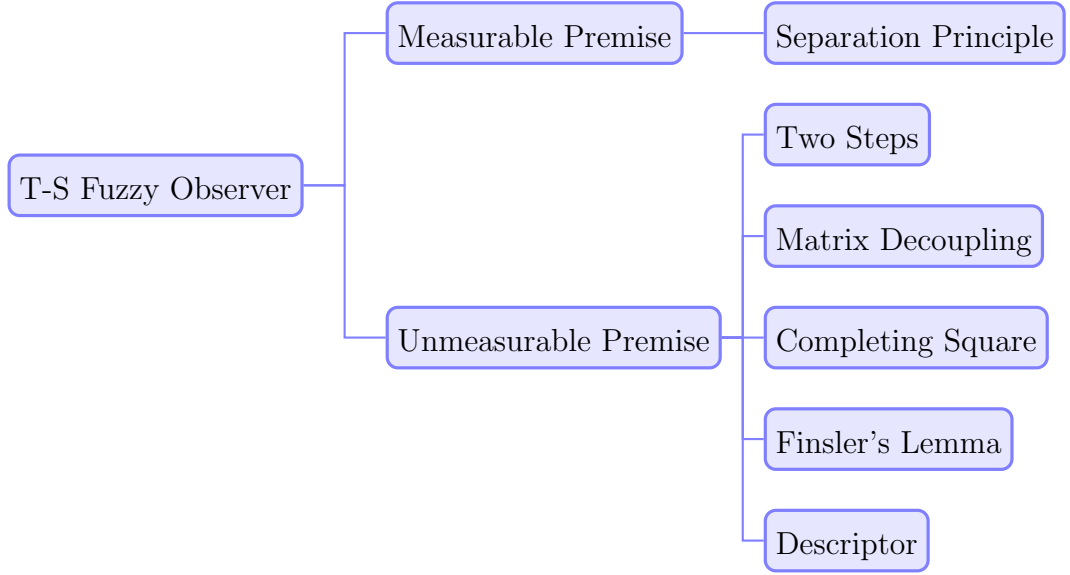 Measurable Premise
Separation Principle
Two Steps
T-S Fuzzy Observer
Matrix Decoupling
Unmeasurable Premise
Completing Square
Finsler's Lemma
Descriptor